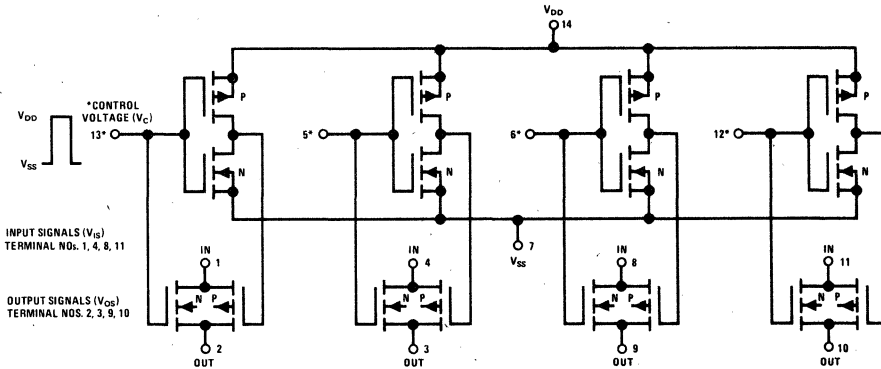 VDD
14
P
P
P
P
*CONTROL
VOLTAGE (VC)
VDD
VSS
13*
5*
6*
12*
N
N
N
N
INPUT SIGNALS (VIS)
TERMINAL NOs. 1, 4, 8, 11
7
VSS
IN
1
IN
4
IN
8
IN
11
OUTPUT SIGNALS (VOS)
TERMINAL NOS. 2, 3, 9, 10
N P
N P
N P
N P
2
OUT
3
OUT
9
OUT
10
OUT